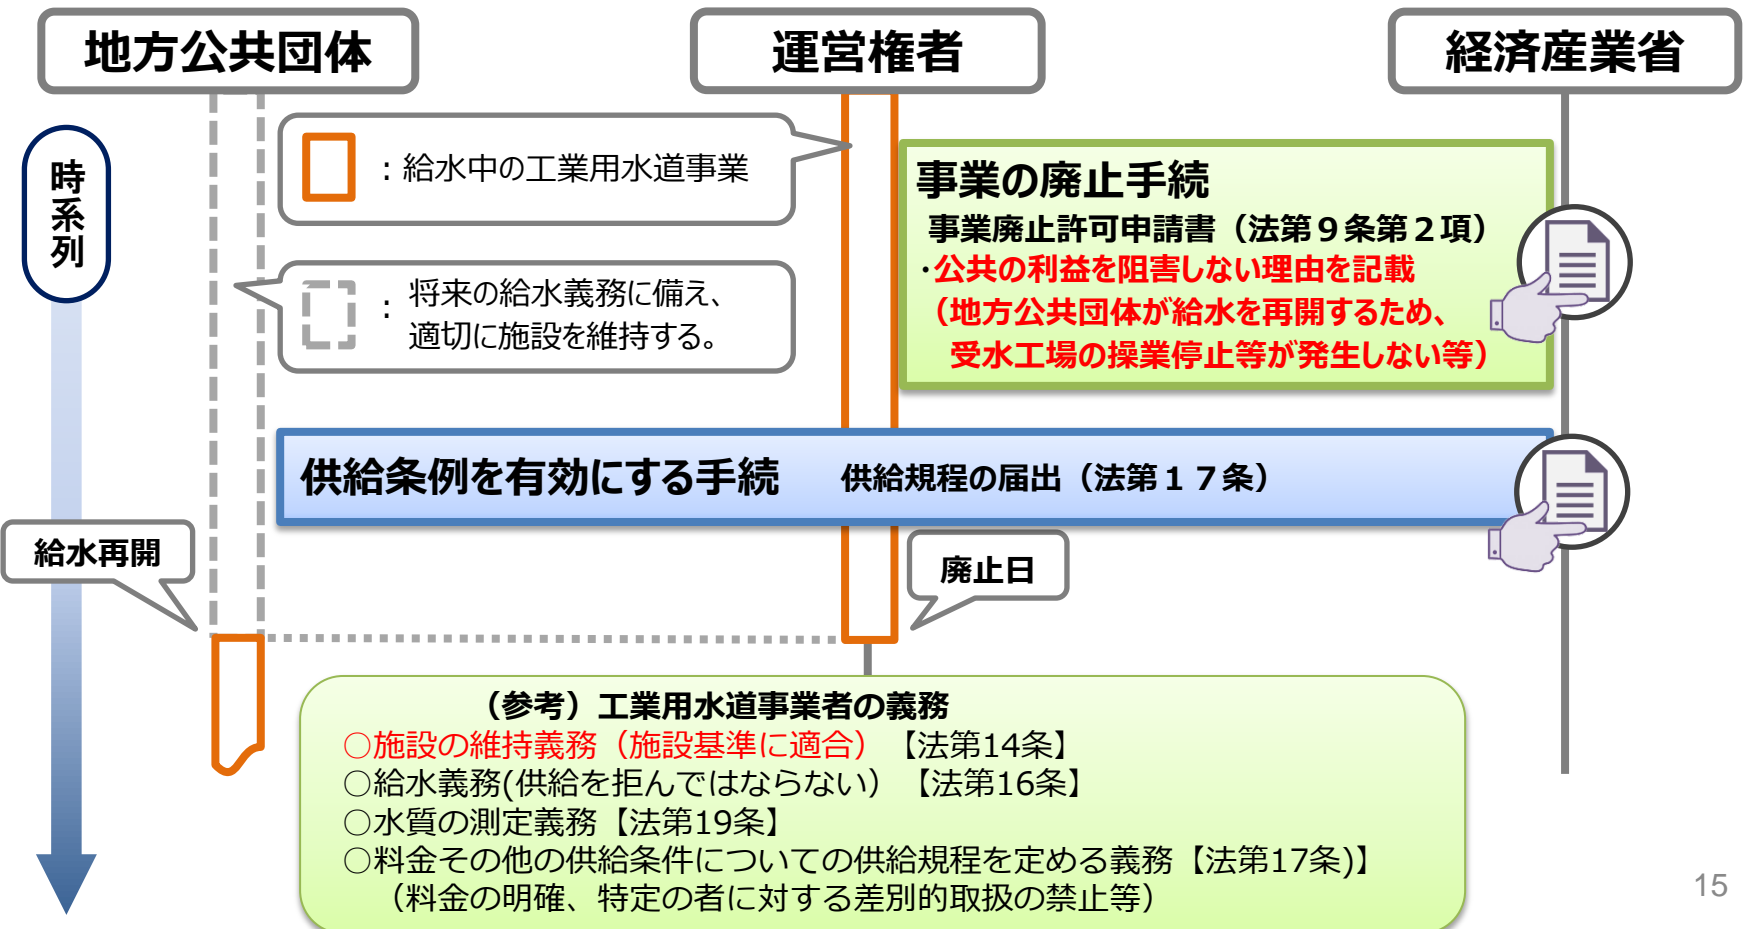 地方公共団体
運営権者
経済産業省
時系列
：給水中の工業用水道事業
：将来の給水義務に備え、
適切に施設を維持する。
事業の廃止手続
事業廃止許可申請書（法第９条第２項）
・公共の利益を阻害しない理由を記載
（地方公共団体が給水を再開するため、
受水工場の操業停止等が発生しない等）
供給条例を有効にする手続　供給規程の届出（法第１７条）
給水再開
廃止日
（参考）工業用水道事業者の義務
○施設の維持義務（施設基準に適合）【法第14条】
○給水義務(供給を拒んではならない）【法第16条】
○水質の測定義務【法第19条】
○料金その他の供給条件についての供給規程を定める義務【法第17条)】
（料金の明確、特定の者に対する差別的取扱の禁止等）
15